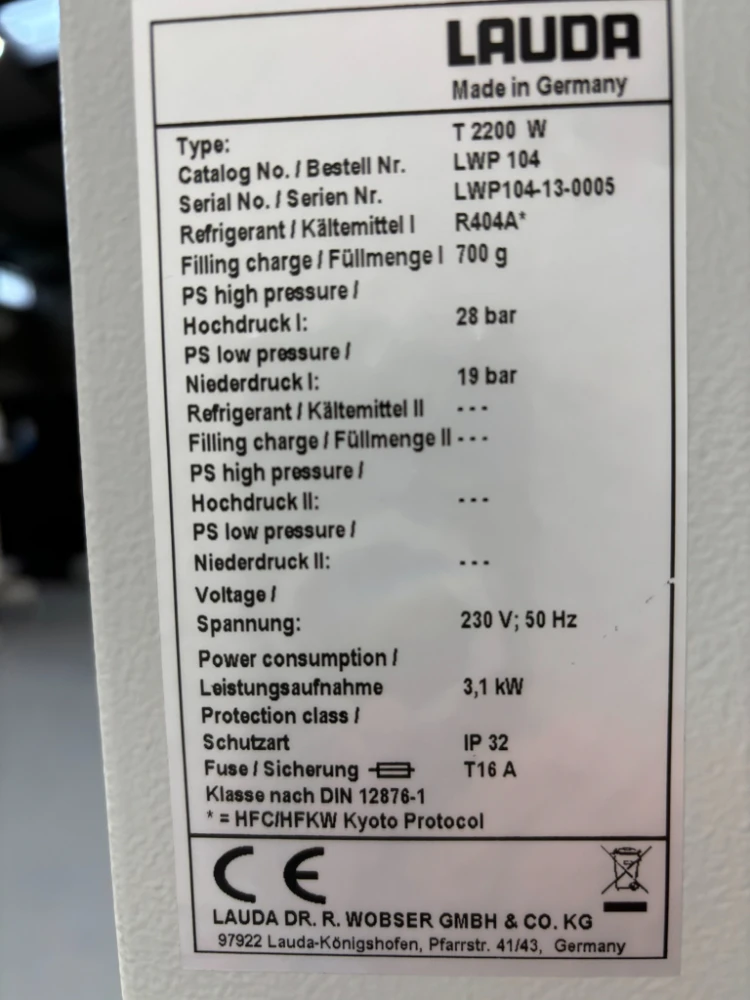 LAUDA
Made in Germany
Type: T 2200 W
Catalog No. / Bestell Nr. LWP 104
Serial No. / Serien Nr. LWP104-13-0005
Refrigerant / Kältemittel I R404A*
Filling charge / Füllmenge I 700 g
PS high pressure /
Hochdruck I: 28 bar
PS low pressure /
Niederdruck I: 19 bar
Refrigerant / Kältemittel II - - -
Filling charge / Füllmenge II - - -
PS high pressure /
Hochdruck II: - - -
PS low pressure /
Niederdruck II: - - -
Voltage /
Spannung: 230 V; 50 Hz
Power consumption /
Leistungsaufnahme 3,1 kW
Protection class /
Schutzart IP 32
Fuse / Sicherung T16 A
Klasse nach DIN 12876-1
* = HFC/HFKW Kyoto Protocol
CE
LAUDA DR. R. WOBSER GMBH & CO. KG
97922 Lauda-Königshofen, Pfarrstr. 41/43, Germany